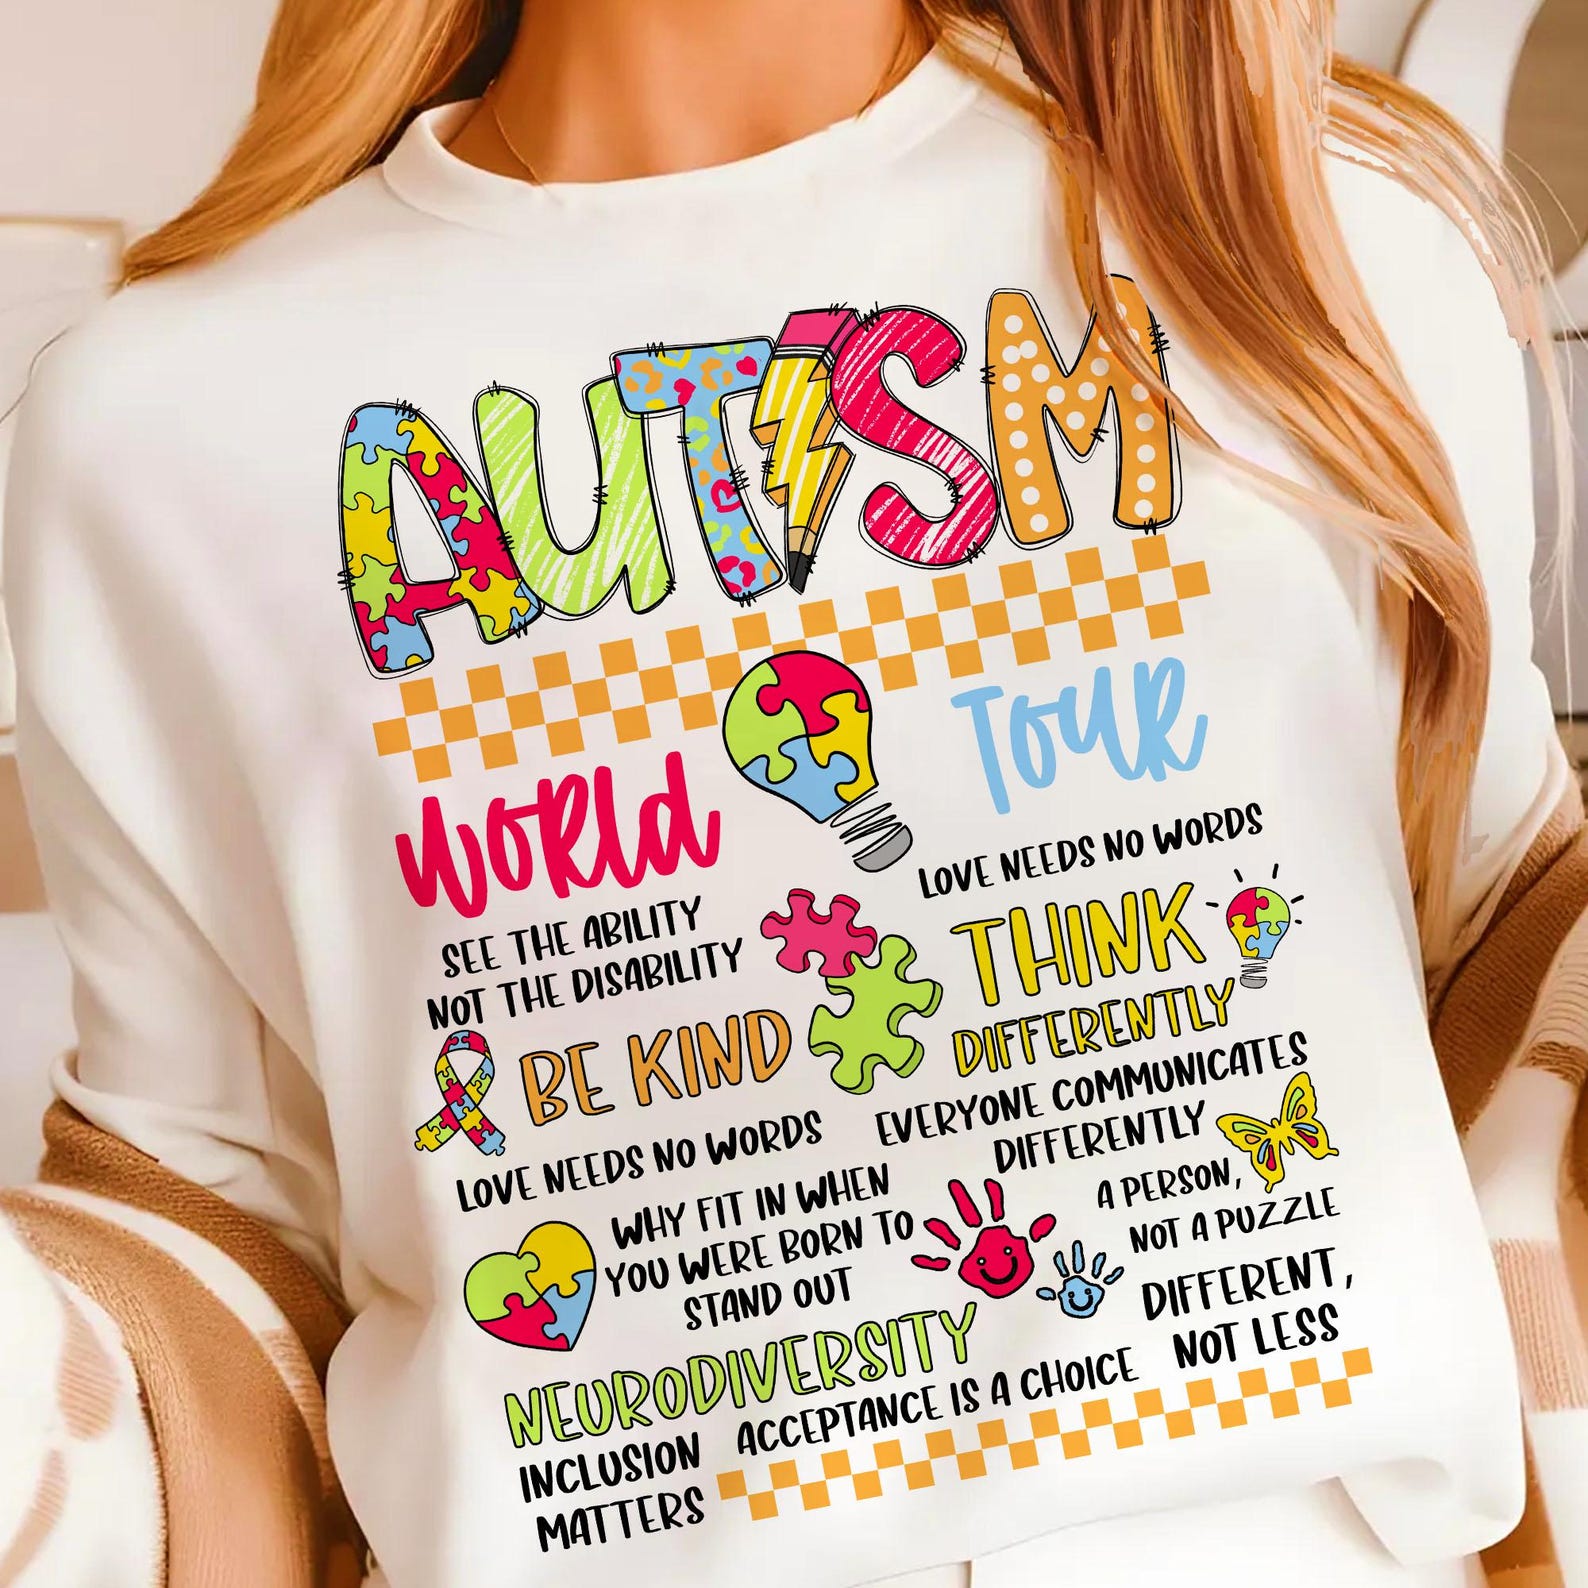 AUTISM
WORLD
TOUR
SEE THE ABILITY
NOT THE DISABILITY
BE KIND
LOVE NEEDS NO WORDS
WHY FIT IN WHEN
YOU WERE BORN TO
STAND OUT
LOVE NEEDS NO WORDS
THINK
DIFFERENTLY
EVERYONE COMMUNICATES
DIFFERENTLY
A PERSON,
NOT A PUZZLE
DIFFERENT,
NOT LESS
NEURODIVERSITY
INCLUSION
MATTERS
ACCEPTANCE IS A CHOICE